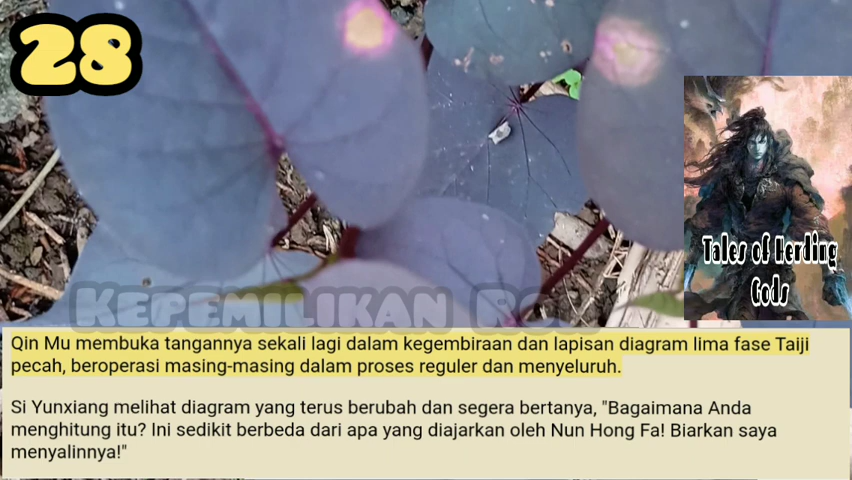 28
Tales of Herding
Gods
KEPEMILIKAN
Qin Mu membuka tangannya sekali lagi dalam kegembiraan dan lapisan diagram lima fase Taiji
pecah, beroperasi masing-masing dalam proses reguler dan menyeluruh.
Si Yunxiang melihat diagram yang terus berubah dan segera bertanya, "Bagaimana Anda
menghitung itu? Ini sedikit berbeda dari apa yang diajarkan oleh Nun Hong Fa! Biarkan saya
menyalinnya!"